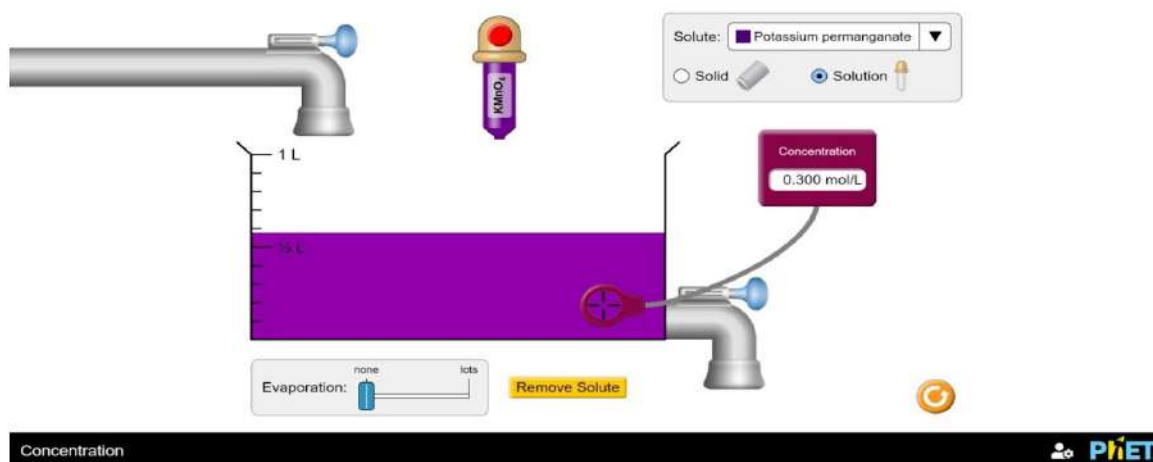 Solute: Potassium permanganate
Solid Solution
KMnO₄
Concentration
0.300 mol/L
1 L
½ L
none lots
Evaporation:
Remove Solute
Concentration PhET